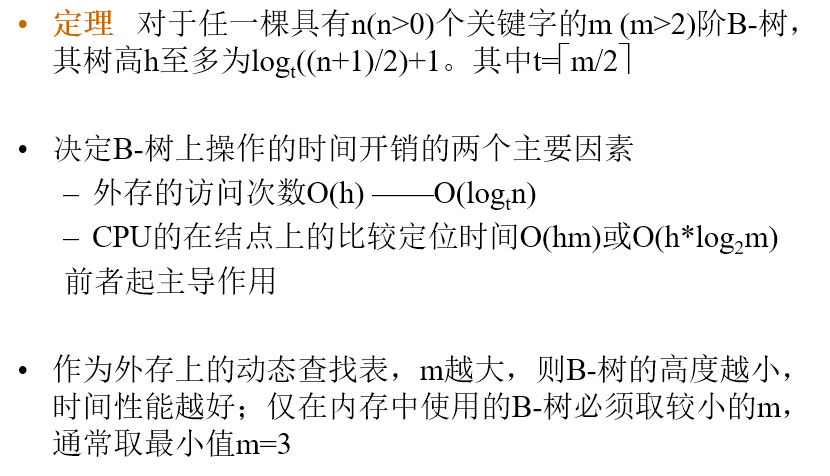 • 定理 对于任一棵具有n(n>0)个关键字的m (m>2)阶B-树，
其树高h至多为logt((n+1)/2)+1。其中t=⌈m/2⌉
• 决定B-树上操作的时间开销的两个主要因素
– 外存的访问次数O(h) ——O(logtn)
– CPU的在结点上的比较定位时间O(hm)或O(h*log2m)
前者起主导作用
• 作为外存上的动态查找表，m越大，则B-树的高度越小，
时间性能越好；仅在内存中使用的B-树必须取较小的m，
通常取最小值m=3